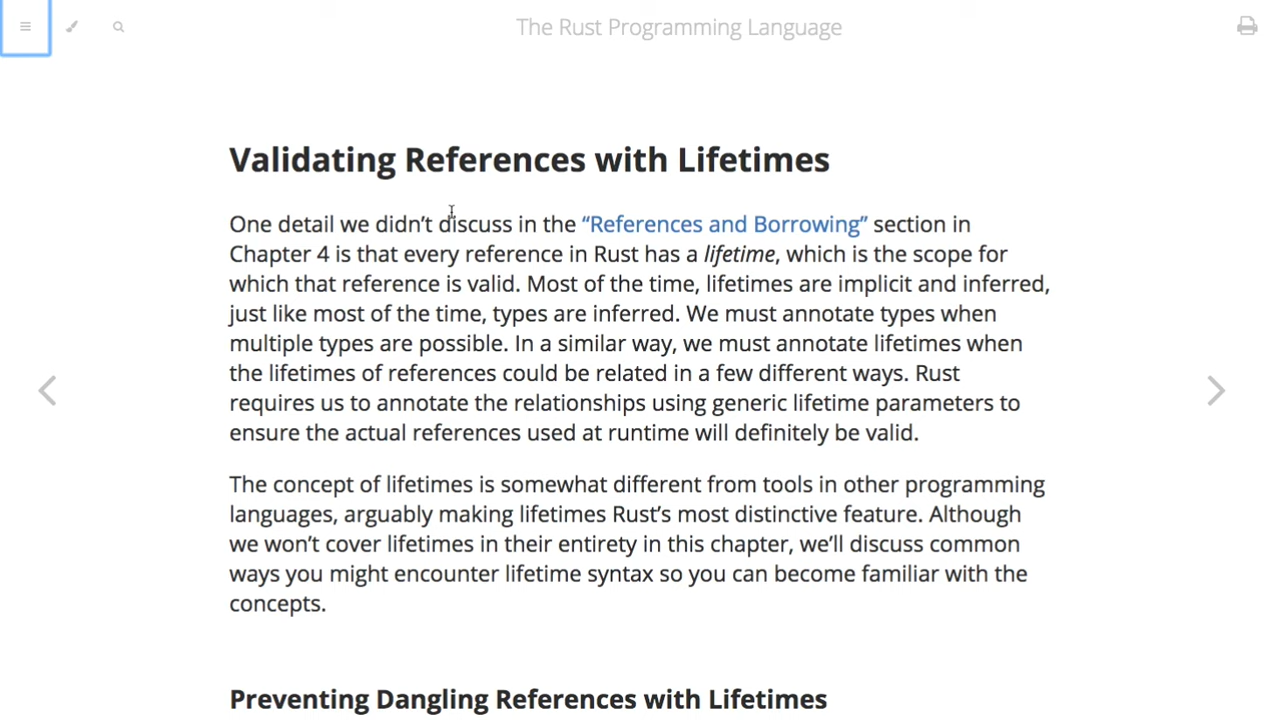 The Rust Programming Language
Validating References with Lifetimes
One detail we didn’t discuss in the “References and Borrowing” section in
Chapter 4 is that every reference in Rust has a lifetime, which is the scope for
which that reference is valid. Most of the time, lifetimes are implicit and inferred,
just like most of the time, types are inferred. We must annotate types when
multiple types are possible. In a similar way, we must annotate lifetimes when
the lifetimes of references could be related in a few different ways. Rust
requires us to annotate the relationships using generic lifetime parameters to
ensure the actual references used at runtime will definitely be valid.
The concept of lifetimes is somewhat different from tools in other programming
languages, arguably making lifetimes Rust’s most distinctive feature. Although
we won’t cover lifetimes in their entirety in this chapter, we’ll discuss common
ways you might encounter lifetime syntax so you can become familiar with the
concepts.
Preventing Dangling References with Lifetimes